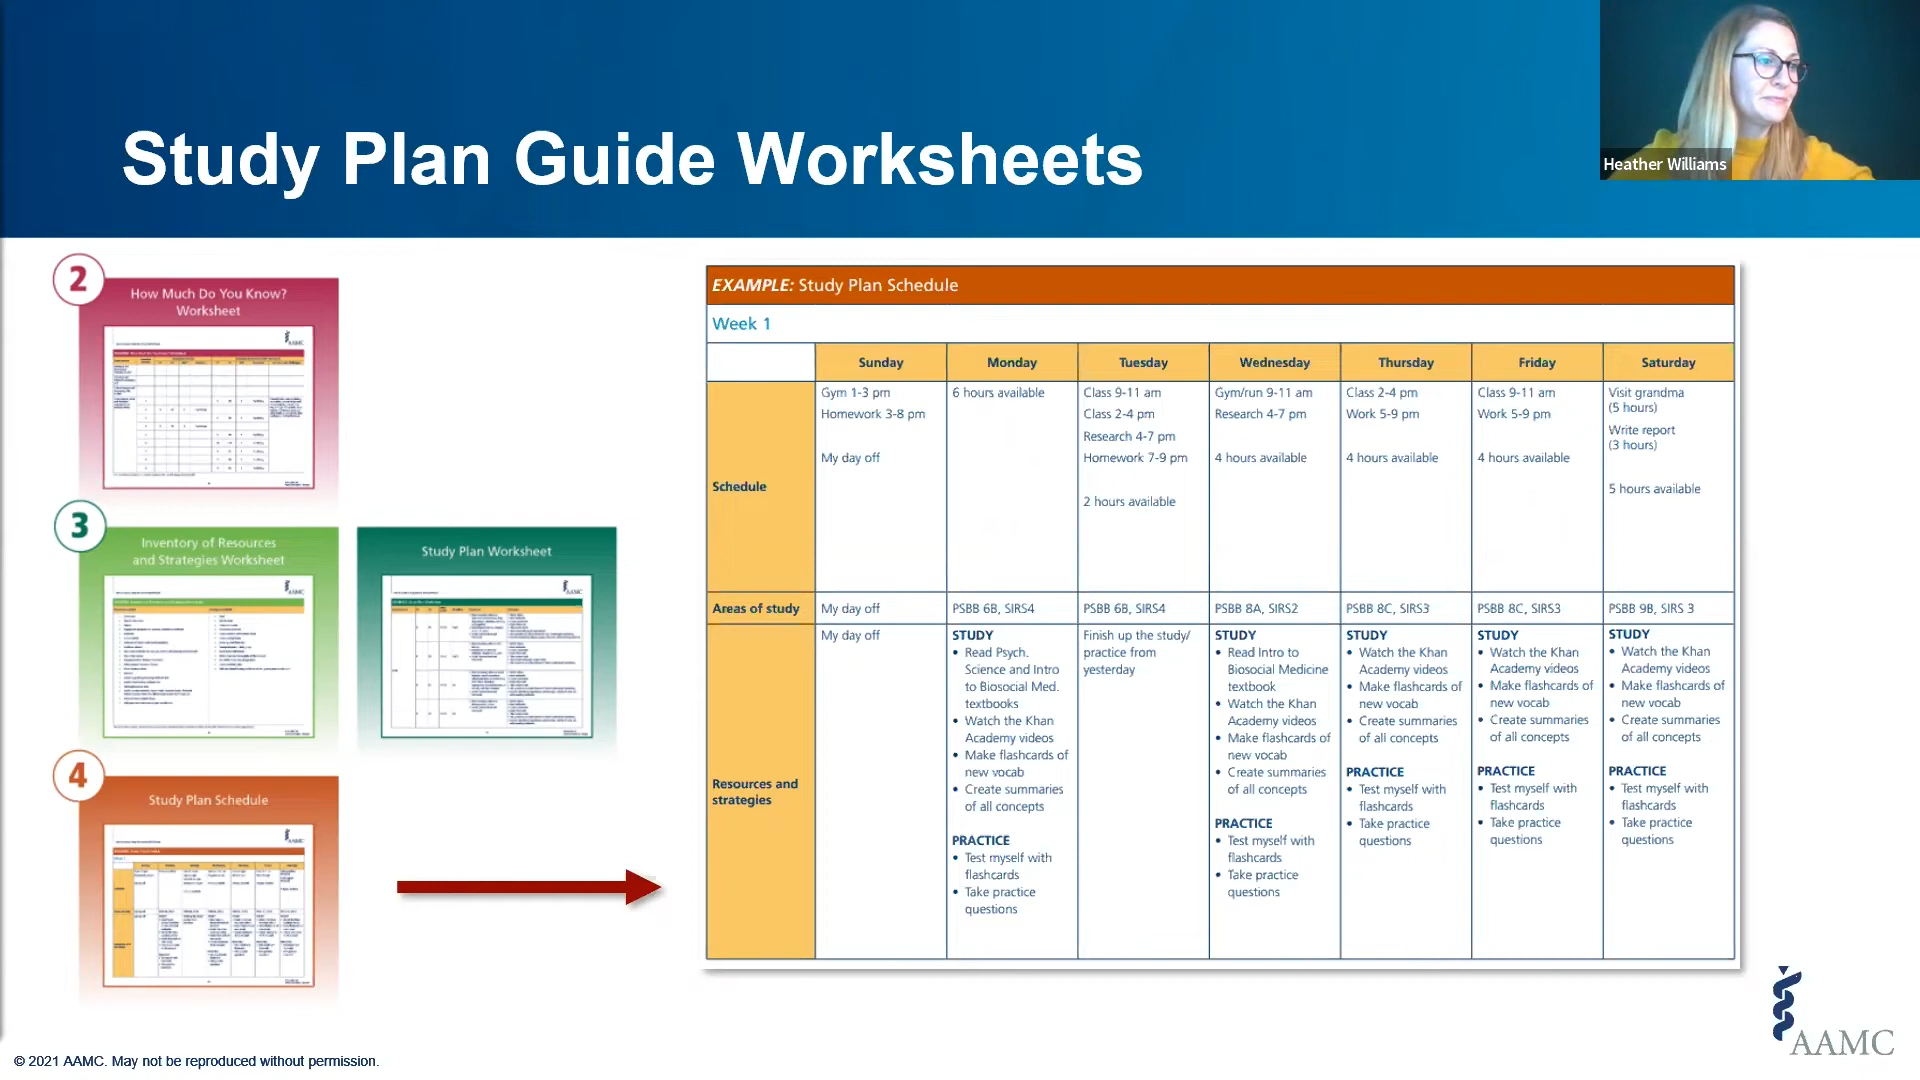 Study Plan Guide Worksheets
Heather Williams
2
How Much Do You Know?
Worksheet
AAMC
3
Inventory of Resources
and Strategies Worksheet
AAMC
Study Plan Worksheet
AAMC
4
Study Plan Schedule
AAMC
EXAMPLE: Study Plan Schedule
Week 1
Sunday
Monday
Tuesday
Wednesday
Thursday
Friday
Saturday
Schedule
Gym 1-3 pm
Homework 3-8 pm
My day off
6 hours available
Class 9-11 am
Class 2-4 pm
Research 4-7 pm
Homework 7-9 pm
2 hours available
Gym/run 9-11 am
Research 4-7 pm
4 hours available
Class 2-4 pm
Work 5-9 pm
4 hours available
Class 9-11 am
Work 5-9 pm
4 hours available
Visit grandma
(5 hours)
Write report
(3 hours)
5 hours available
Areas of study
My day off
PSBB 6B, SIRS4
PSBB 6B, SIRS4
PSBB 8A, SIRS2
PSBB 8C, SIRS3
PSBB 8C, SIRS3
PSBB 9B, SIRS 3
Resources and
strategies
My day off
STUDY
• Read Psych.
Science and Intro
to Biosocial Med.
textbooks
• Watch the Khan
Academy videos
• Make flashcards of
new vocab
• Create summaries
of all concepts
PRACTICE
• Test myself with
flashcards
• Take practice
questions
Finish up the study/
practice from
yesterday
STUDY
• Read Intro to
Biosocial Medicine
textbook
• Watch the Khan
Academy videos
• Make flashcards of
new vocab
• Create summaries
of all concepts
PRACTICE
• Test myself with
flashcards
• Take practice
questions
STUDY
• Watch the Khan
Academy videos
• Make flashcards of
new vocab
• Create summaries
of all concepts
PRACTICE
• Test myself with
flashcards
• Take practice
questions
STUDY
• Watch the Khan
Academy videos
• Make flashcards of
new vocab
• Create summaries
of all concepts
PRACTICE
• Test myself with
flashcards
• Take practice
questions
STUDY
• Watch the Khan
Academy videos
• Make flashcards of
new vocab
• Create summaries
of all concepts
PRACTICE
• Test myself with
flashcards
• Take practice
questions
AAMC
© 2021 AAMC. May not be reproduced without permission.